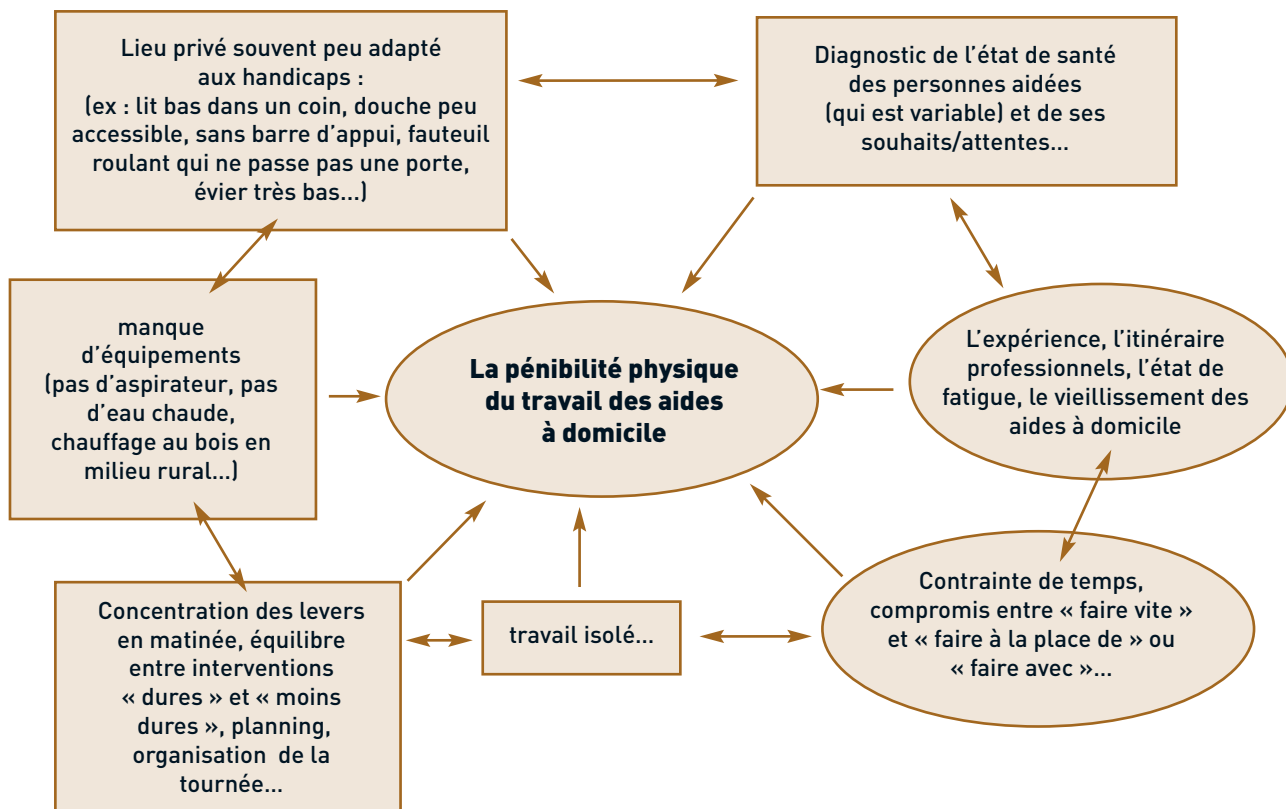 Lieu privé souvent peu adapté
aux handicaps :
(ex : lit bas dans un coin, douche peu
accessible, sans barre d’appui, fauteuil
roulant qui ne passe pas une porte,
évier très bas...)
Diagnostic de l’état de santé
des personnes aidées
(qui est variable) et de ses
souhaits/attentes...
manque
d’équipements
(pas d’aspirateur, pas
d’eau chaude,
chauffage au bois en
milieu rural...)
La pénibilité physique
du travail des aides
à domicile
L’expérience, l’itinéraire
professionnels, l’état de
fatigue, le vieillissement des
aides à domicile
Concentration des levers
en matinée, équilibre
entre interventions
« dures » et « moins
dures », planning,
organisation de la
tournée...
travail isolé...
Contrainte de temps,
compromis entre « faire vite »
et « faire à la place de » ou
« faire avec »...